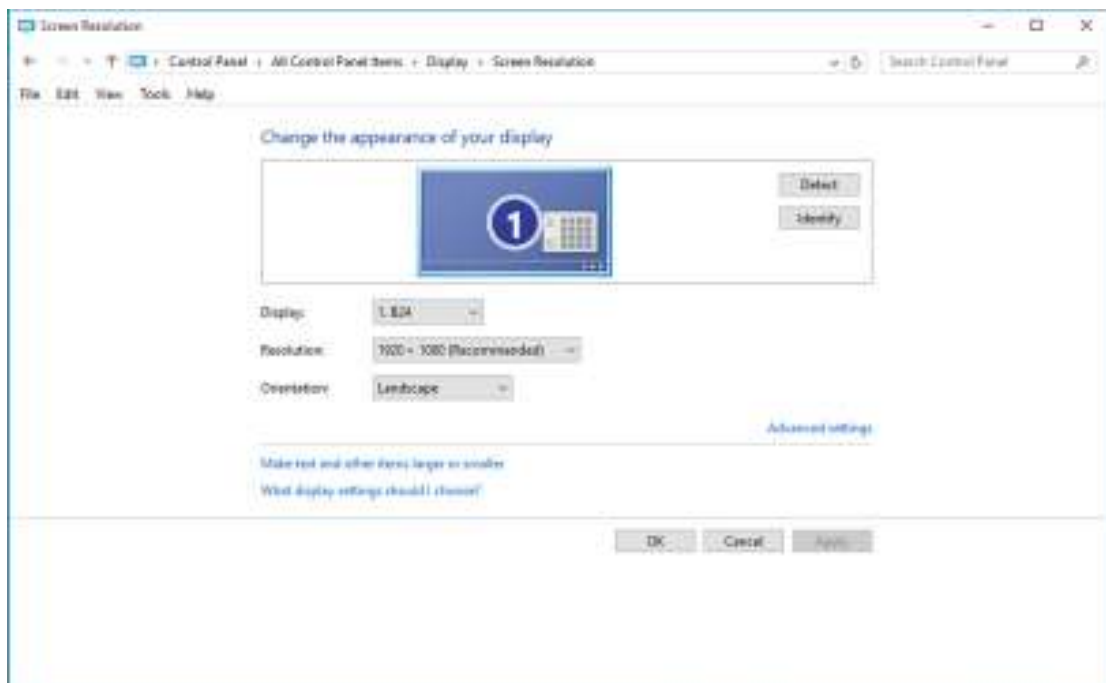 Screen Resolution
Control Panel All Control Panel Items Display Screen Resolution Search Control Panel
File Edit View Tools Help
Change the appearance of your display
1
Detect
Identify
Display: 1. B24
Resolution: 1920 × 1080 (Recommended)
Orientation: Landscape
Advanced settings
Make text and other items larger or smaller
What display settings should I choose?
OK Cancel Apply